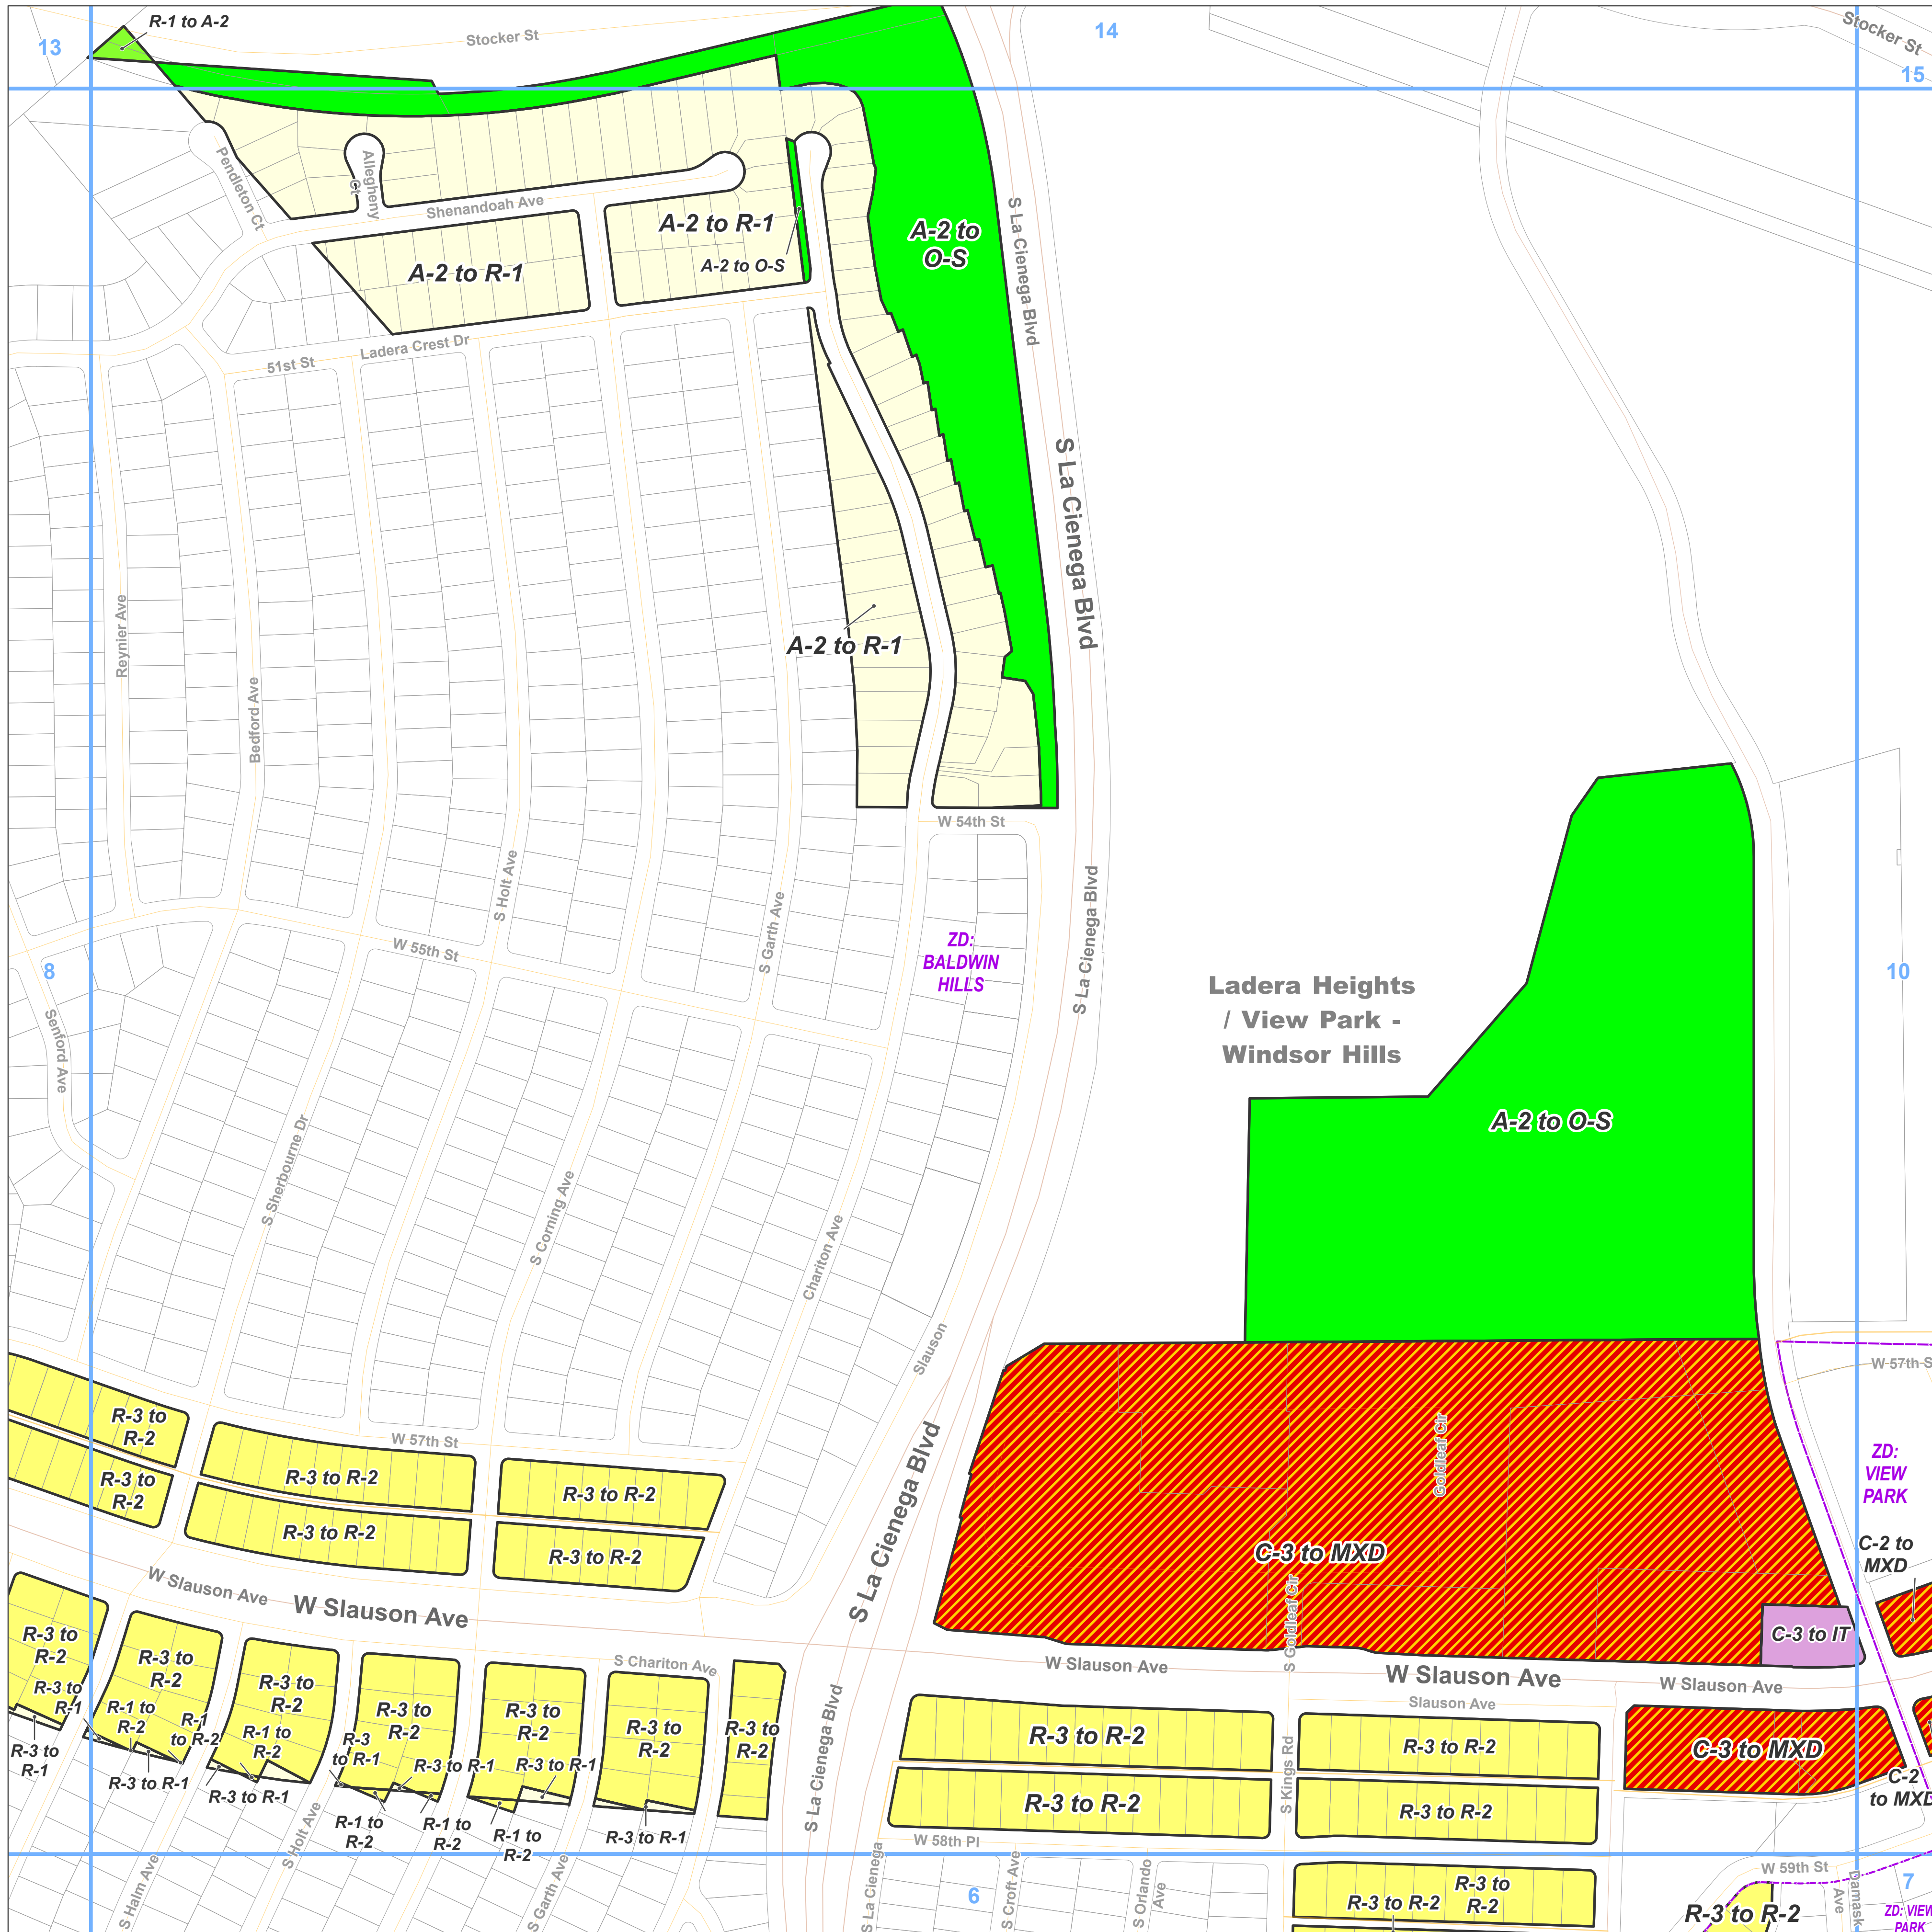 R-1 to A-2
13
Stocker St
14
Stocker St
15
Pendleton Ct
Allegheny
Ct
Shenandoah Ave
A-2 to R-1
A-2 to R-1
A-2 to O-S
A-2 to
O-S
S La Cienega Blvd
51st St
Ladera Crest Dr
S La Cienega Blvd
Reynier Ave
Bedford Ave
A-2 to R-1
W 54th St
S Holt Ave
S Garth Ave
S La Cienega Blvd
W 55th St
ZD:
BALDWIN
HILLS
8
10
Ladera Heights
/ View Park -
Windsor Hills
Senford Ave
A-2 to O-S
S Sherbourne Dr
S Corning Ave
Chariton Ave
Slauson
W 57th S
R-3 to
R-2
R-3 to
R-2
W 57th St
R-3 to R-2
R-3 to R-2
R-3 to R-2
R-3 to R-2
S La Cienega Blvd
Goldleaf Cir
ZD:
VIEW
PARK
C-3 to MXD
C-2 to
MXD
S Goldleaf Cir
C-3 to IT
W Slauson Ave
W Slauson Ave
S Chariton Ave
W Slauson Ave
W Slauson Ave
W Slauson Ave
Slauson Ave
R-3 to
R-2
R-3 to
R-2
R-3 to
R-2
R-3 to
R-2
R-3 to
R-2
R-3 to
R-2
R-3 to
R-2
R-3 to
R-1
R-1 to
R-2
R-1
to R-2
R-1 to
R-2
R-3
to R-1
R-3 to R-1
R-3 to R-1
R-3 to
R-1
R-3 to R-1
R-3 to R-1
R-1 to
R-2
R-1 to
R-2
R-1 to
R-2
R-3 to R-1
S La Cienega Blvd
R-3 to R-2
R-3 to R-2
S Kings Rd
R-3 to R-2
R-3 to R-2
C-3 to MXD
C-2
to MXD
W 58th Pl
S Halm Ave
S Holt Ave
S Garth Ave
S La Cienega
6
S Croft Ave
S Orlando
Ave
R-3 to R-2
R-3 to
R-2
W 59th St
R-3 to R-2
Damask
Ave
7
ZD: VIEW
PARK